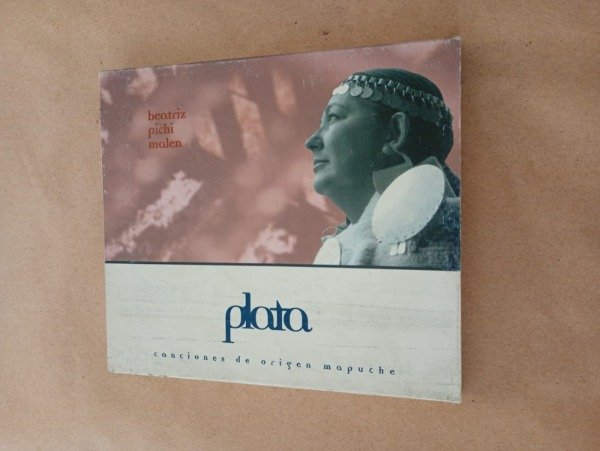 beatriz
pichi
malen
plata
canciones de origen mapuche